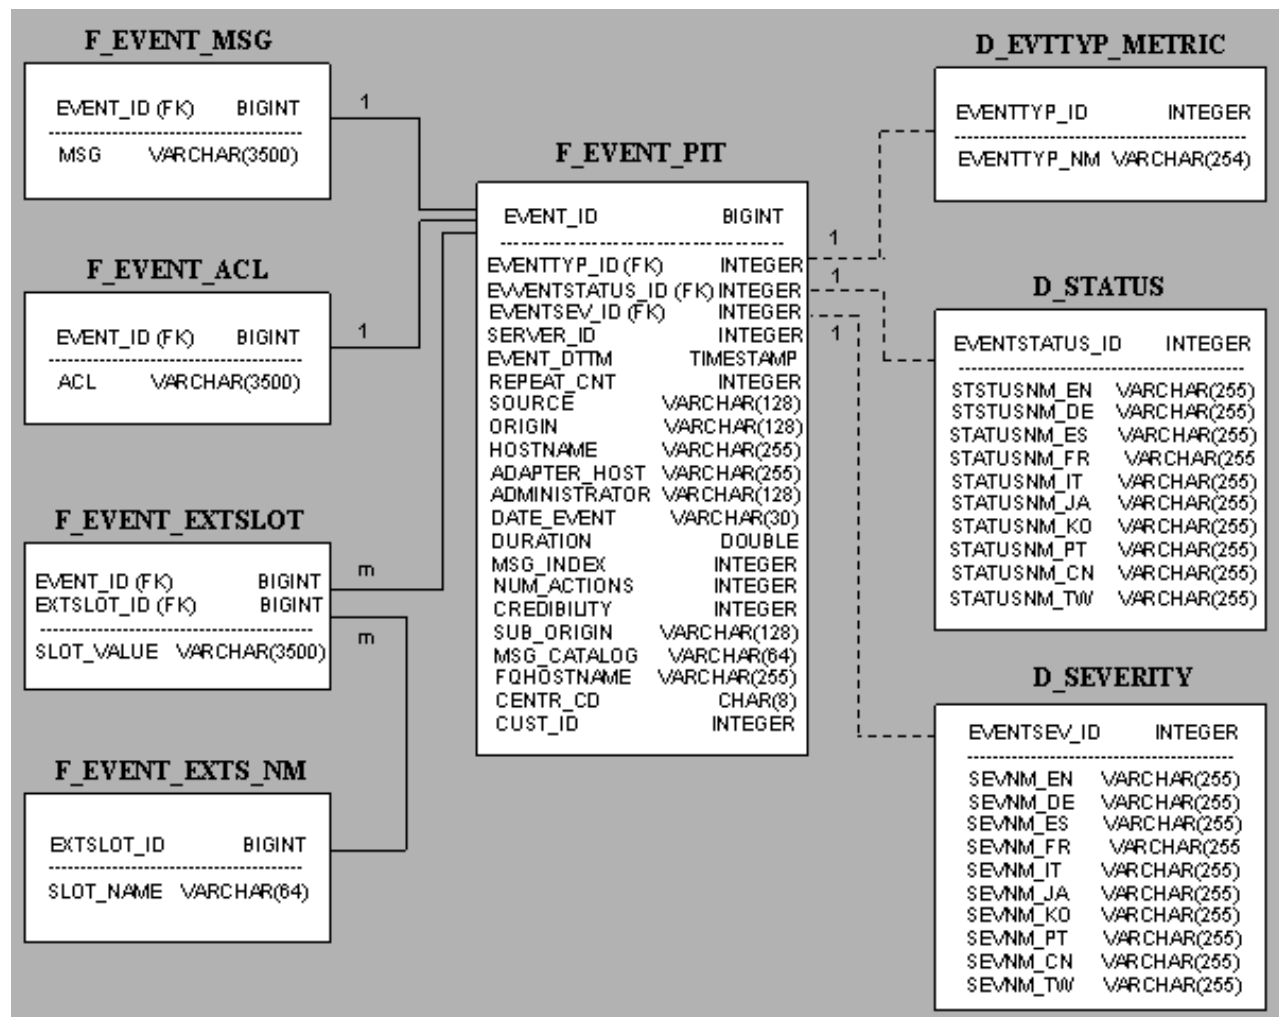 F_EVENT_MSG
EVENT_ID (FK) BIGINT
MSG VARCHAR(3500)
1
F_EVENT_ACL
EVENT_ID (FK) BIGINT
ACL VARCHAR(3500)
1
F_EVENT_EXTSLOT
EVENT_ID (FK) BIGINT
EXTSLOT_ID (FK) BIGINT
SLOT_VALUE VARCHAR(3500)
m
m
F_EVENT_EXTS_NM
EXTSLOT_ID BIGINT
SLOT_NAME VARCHAR(64)
F_EVENT_PIT
EVENT_ID BIGINT
EVENTTYP_ID (FK) INTEGER
EVVENTSTATUS_ID (FK) INTEGER
EVENTSEV_ID (FK) INTEGER
SERVER_ID INTEGER
EVENT_DTTM TIMESTAMP
REPEAT_CNT INTEGER
SOURCE VARCHAR(128)
ORIGIN VARCHAR(128)
HOSTNAME VARCHAR(255)
ADAPTER_HOST VARCHAR(255)
ADMINISTRATOR VARCHAR(128)
DATE_EVENT VARCHAR(30)
DURATION DOUBLE
MSG_INDEX INTEGER
NUM_ACTIONS INTEGER
CREDIBILITY INTEGER
SUB_ORIGIN VARCHAR(128)
MSG_CATALOG VARCHAR(64)
FQHOSTNAME VARCHAR(255)
CENTR_CD CHAR(8)
CUST_ID INTEGER
1
1
1
D_EVTTYP_METRIC
EVENTTYP_ID INTEGER
EVENTTYP_NM VARCHAR(254)
D_STATUS
EVENTSTATUS_ID INTEGER
STSTUSNM_EN VARCHAR(255)
STSTUSNM_DE VARCHAR(255)
STATUSNM_ES VARCHAR(255)
STATUSNM_FR VARCHAR(255
STATUSNM_IT VARCHAR(255)
STATUSNM_JA VARCHAR(255)
STATUSNM_KO VARCHAR(255)
STATUSNM_PT VARCHAR(255)
STATUSNM_CN VARCHAR(255)
STATUSNM_TW VARCHAR(255)
D_SEVERITY
EVENTSEV_ID INTEGER
SEVNM_EN VARCHAR(255)
SEVNM_DE VARCHAR(255)
SEVNM_ES VARCHAR(255)
SEVNM_FR VARCHAR(255
SEVNM_IT VARCHAR(255)
SEVNM_JA VARCHAR(255)
SEVNM_KO VARCHAR(255)
SEVNM_PT VARCHAR(255)
SEVNM_CN VARCHAR(255)
SEVNM_TW VARCHAR(255)